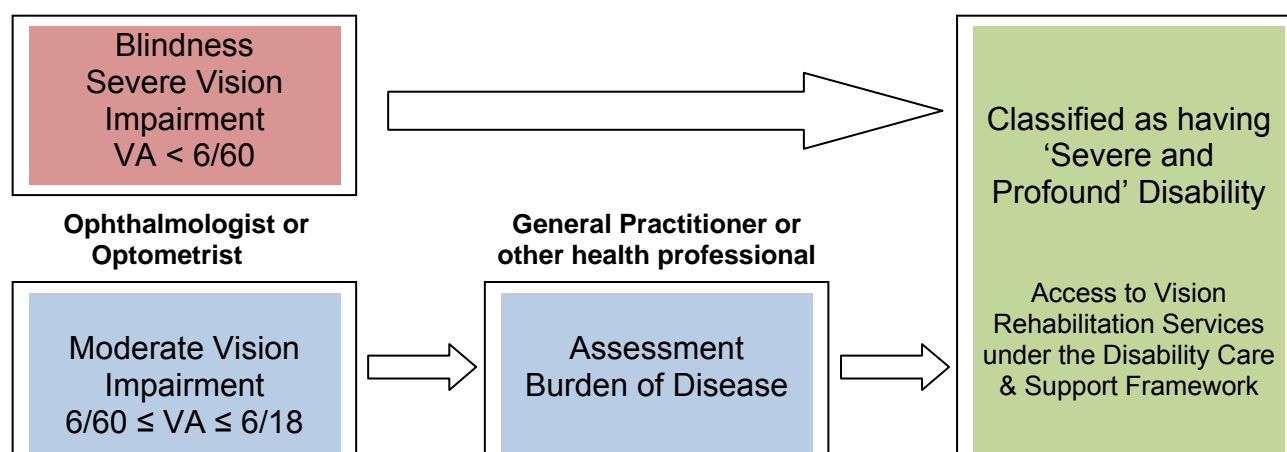 Blindness
Severe Vision
Impairment
VA < 6/60
Ophthalmologist or
Optometrist
Moderate Vision
Impairment
6/60 ≤ VA ≤ 6/18
General Practitioner or
other health professional
Assessment
Burden of Disease
Classified as having
‘Severe and
Profound’ Disability
Access to Vision
Rehabilitation Services
under the Disability Care
& Support Framework